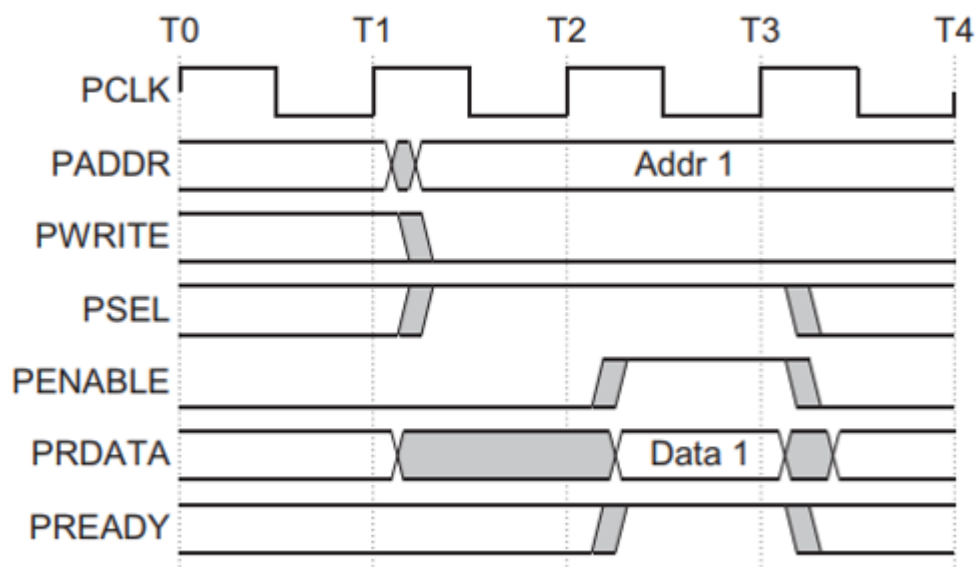 T0 T1 T2 T3 T4
PCLK
PADDR Addr 1
PWRITE
PSEL
PENABLE
PRDATA Data 1
PREADY